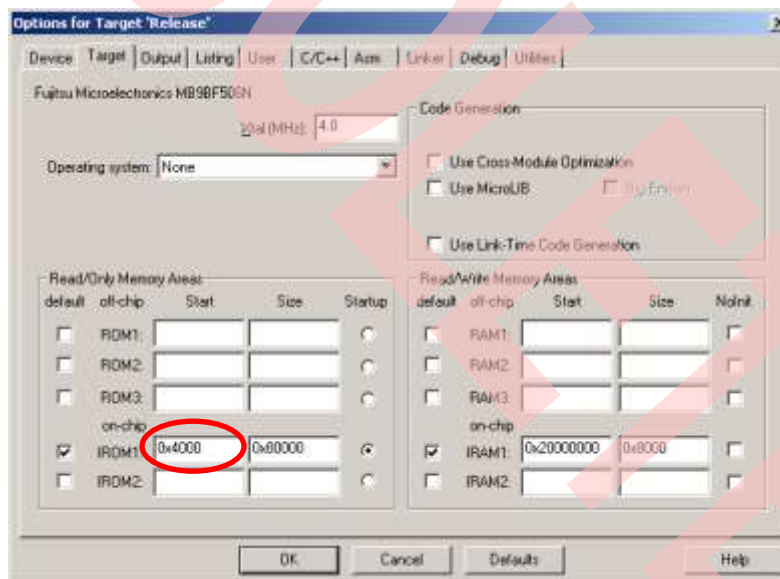 Options for Target 'Release'
Device Target Output Listing User C/C++ Asm Linker Debug Utilities
Fujitsu Microelectronics MB9BF506N
Xtal (MHz): 4.0
Operating system: None
Code Generation
Use Cross-Module Optimization
Use MicroLIB Big Endian
Use Link-Time Code Generation
Read/Only Memory Areas
default off-chip Start Size Startup
ROM1:
ROM2:
ROM3:
on-chip
IROM1: 0x4000 0x80000
IROM2:
Read/Write Memory Areas
default off-chip Start Size NoInit
RAM1:
RAM2:
RAM3:
on-chip
IRAM1: 0x20000000 0x8000
IRAM2:
OK Cancel Defaults Help